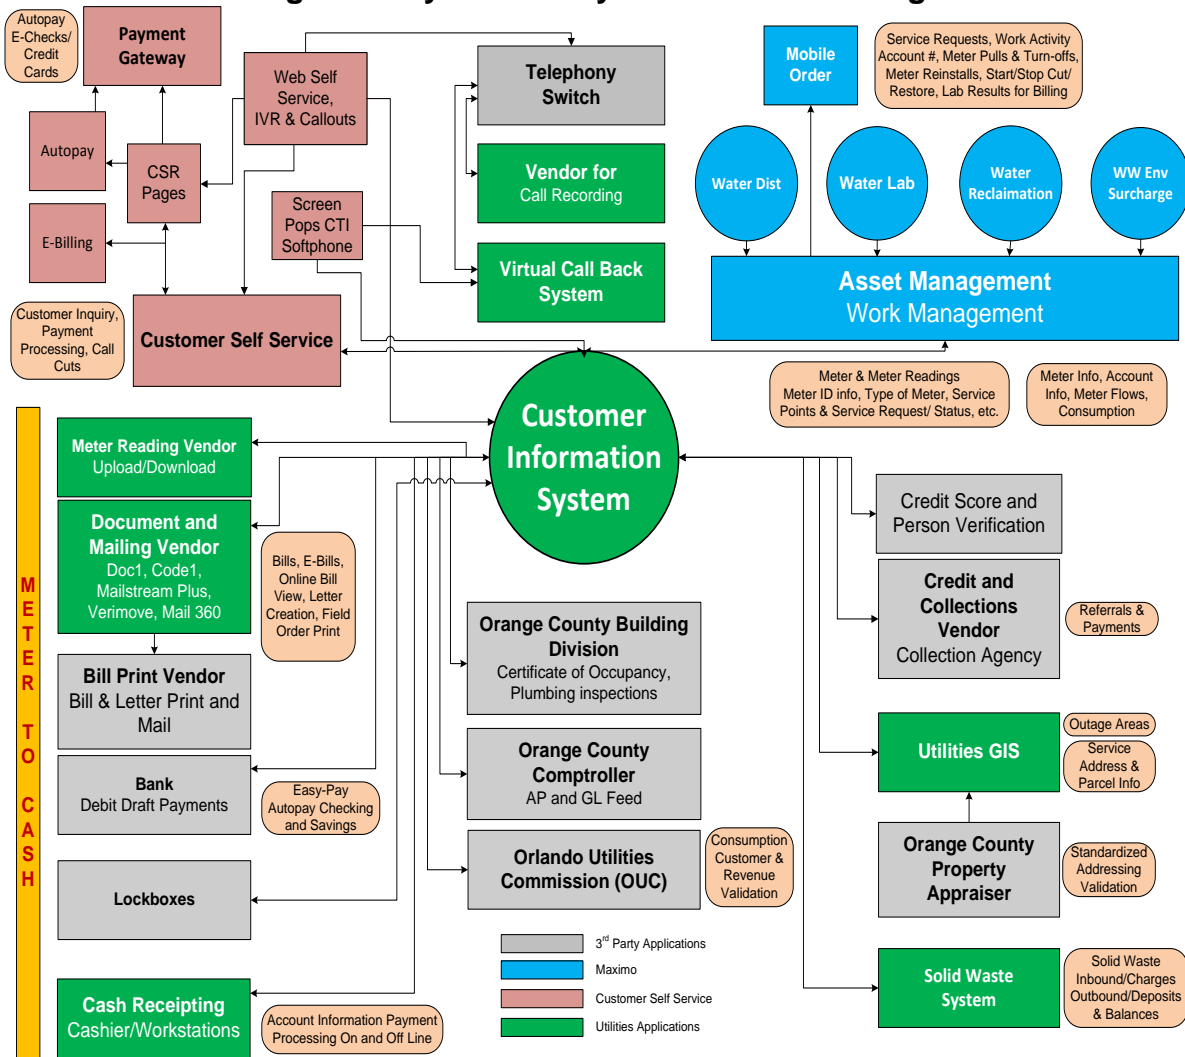 Autopay
E-Checks/
Credit
Cards
Payment
Gateway
Web Self
Service,
IVR & Callouts
Telephony
Switch
Mobile
Order
Service Requests, Work Activity
Account #, Meter Pulls & Turn-offs,
Meter Reinstalls, Start/Stop Cut/
Restore, Lab Results for Billing
Autopay
CSR
Pages
E-Billing
Screen
Pops CTI
Softphone
Vendor for
Call Recording
Virtual Call Back
System
Water Dist
Water Lab
Water
Reclaimation
WW Env
Surcharge
Asset Management
Work Management
Customer Inquiry,
Payment
Processing, Call
Cuts
Customer Self Service
Meter & Meter Readings
Meter ID info, Type of Meter, Service
Points & Service Request/ Status, etc.
Meter Info, Account
Info, Meter Flows,
Consumption
Customer
Information
System
METER TO CASH
Meter Reading Vendor
Upload/Download
Document and
Mailing Vendor
Doc1, Code1,
Mailstream Plus,
Verimove, Mail 360
Bills, E-Bills,
Online Bill
View, Letter
Creation, Field
Order Print
Bill Print Vendor
Bill & Letter Print and
Mail
Bank
Debit Draft Payments
Easy-Pay
Autopay Checking
and Savings
Lockboxes
Cash Receipting
Cashier/Workstations
Account Information Payment
Processing On and Off Line
Orange County Building
Division
Certificate of Occupancy,
Plumbing inspections
Orange County
Comptroller
AP and GL Feed
Orlando Utilities
Commission (OUC)
Consumption
Customer &
Revenue
Validation
3rd Party Applications
Maximo
Customer Self Service
Utilities Applications
Credit Score and
Person Verification
Credit and
Collections
Vendor
Collection Agency
Referrals &
Payments
Utilities GIS
Outage Areas
Service
Address &
Parcel Info
Orange County
Property
Appraiser
Standardized
Addressing
Validation
Solid Waste
System
Solid Waste
Inbound/Charges
Outbound/Deposits
& Balances